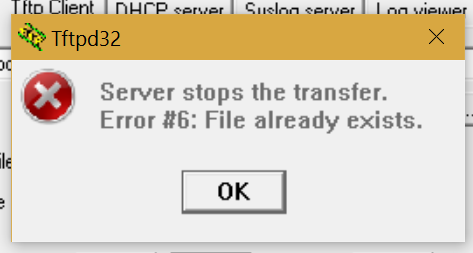 Tftp Client DHCP server Syslog server Log viewer
Tftpd32
Server stops the transfer.
Error #6: File already exists.
OK